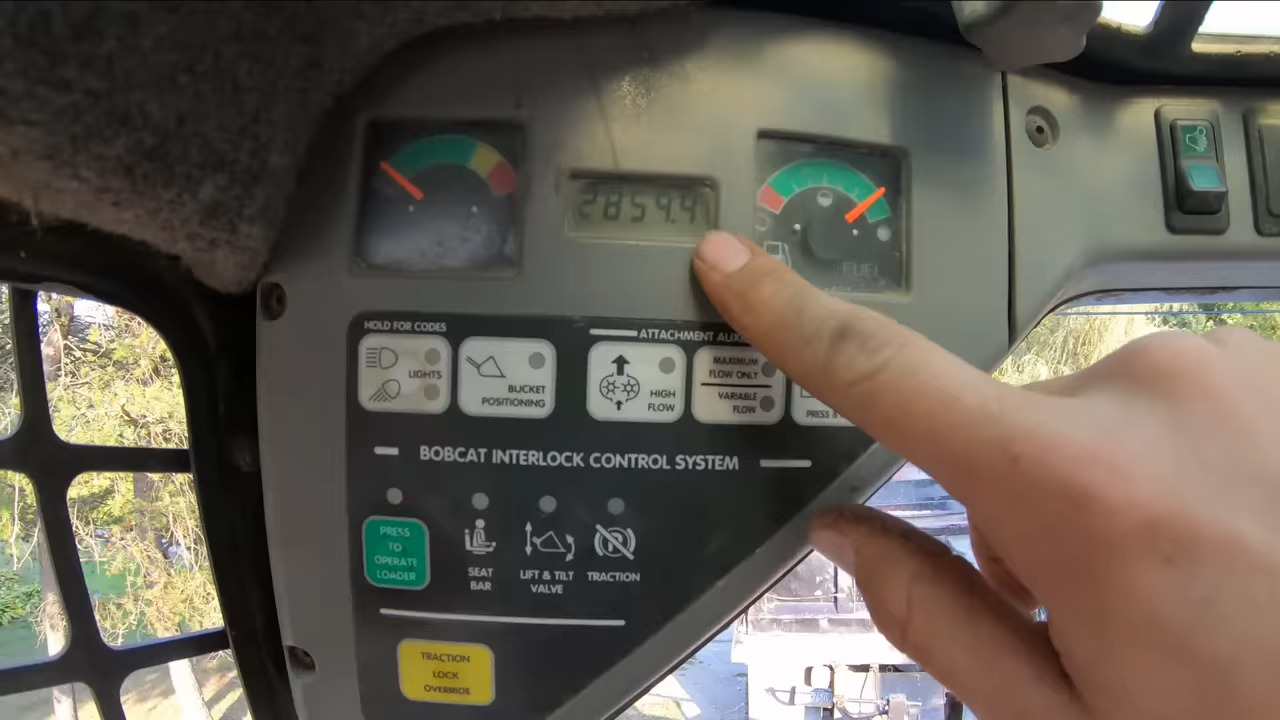 2859.4
FUEL
HOLD FOR CODES
ATTACHMENT
LIGHTS
BUCKET
POSITIONING
HIGH
FLOW
MAXIMUM
FLOW ONLY
VARIABLE
FLOW
PRESS
BOBCAT INTERLOCK CONTROL SYSTEM
PRESS
TO
OPERATE
LOADER
SEAT
BAR
LIFT & TILT
VALVE
P
TRACTION
TRACTION
LOCK
OVERRIDE